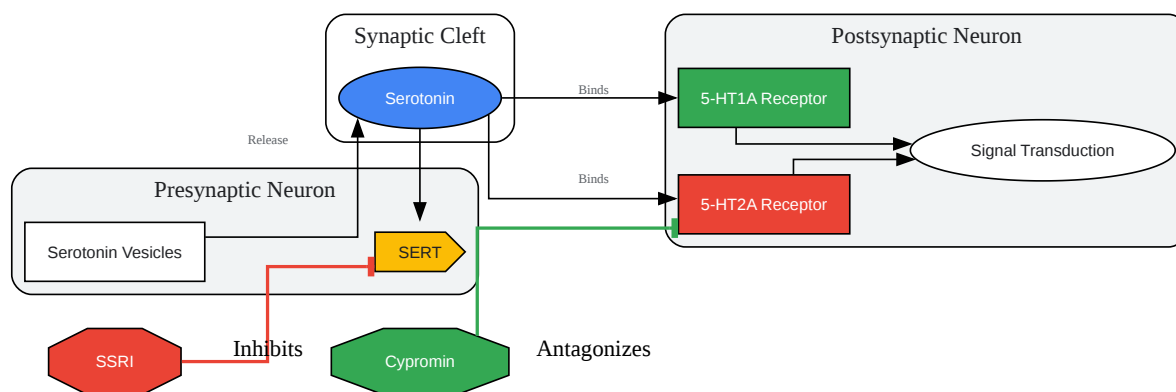 Synaptic Cleft
Postsynaptic Neuron
Serotonin
Binds
5-HT1A Receptor
Release
Signal Transduction
Presynaptic Neuron
Binds
5-HT2A Receptor
Serotonin Vesicles
SERT
SSRI
Inhibits
Cypromin
Antagonizes